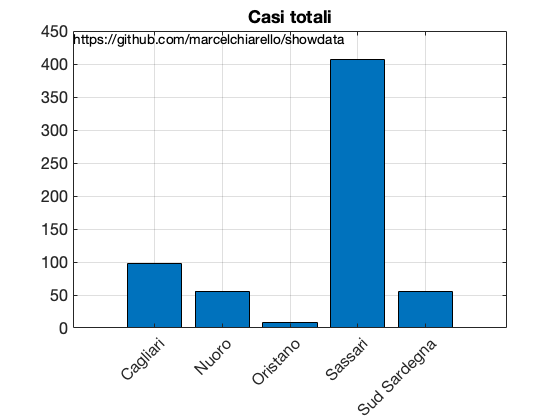 Casi totali
https://github.com/marcelchiarello/showdata
450
400
350
300
250
200
150
100
50
0
Cagliari
Nuoro
Oristano
Sassari
Sud Sardegna